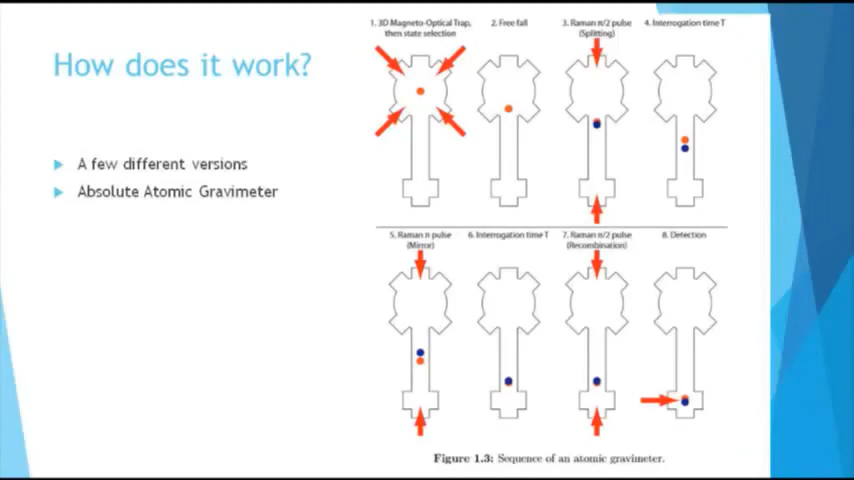 How does it work?
A few different versions
Absolute Atomic Gravimeter
1. 3D Magneto-Optical Trap,
then state selection
2. Free fall
3. Raman π/2 pulse
(Splitting)
4. Interrogation time T
5. Raman π pulse
(Mirror)
6. Interrogation time T
7. Raman π/2 pulse
(Recombination)
8. Detection
Figure 1.3: Sequence of an atomic gravimeter.